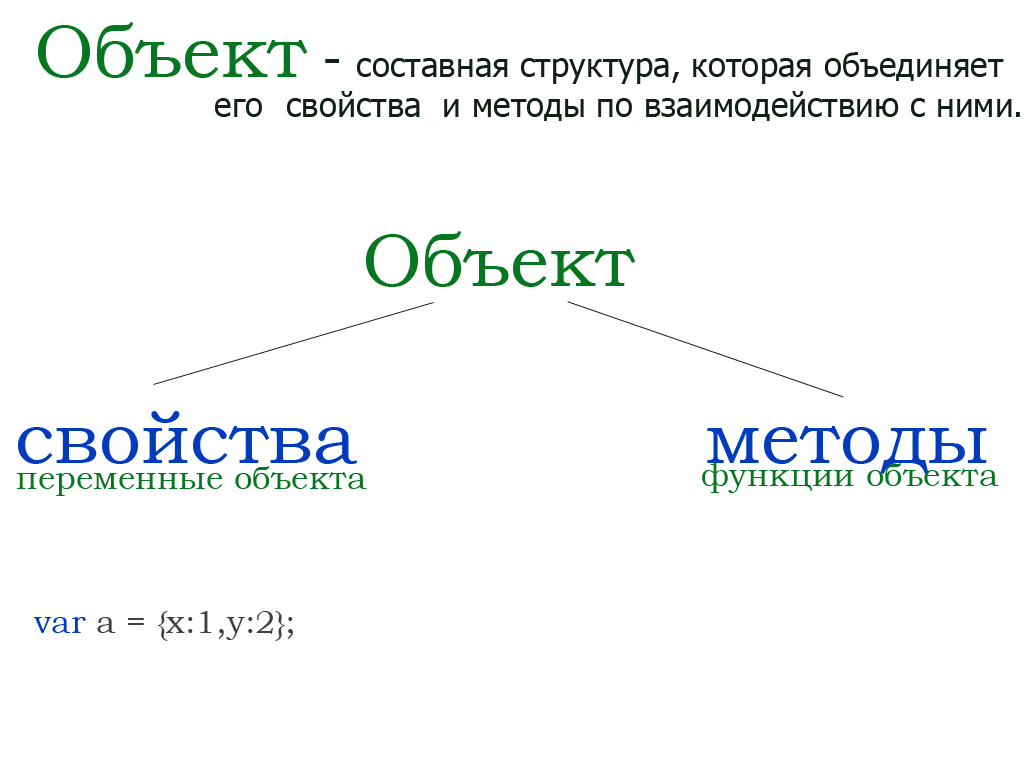 Объект - составная структура, которая объединяет
его свойства и методы по взаимодействию с ними.
Объект
свойства
переменные объекта
методы
функции объекта
var a = {x:1,y:2};